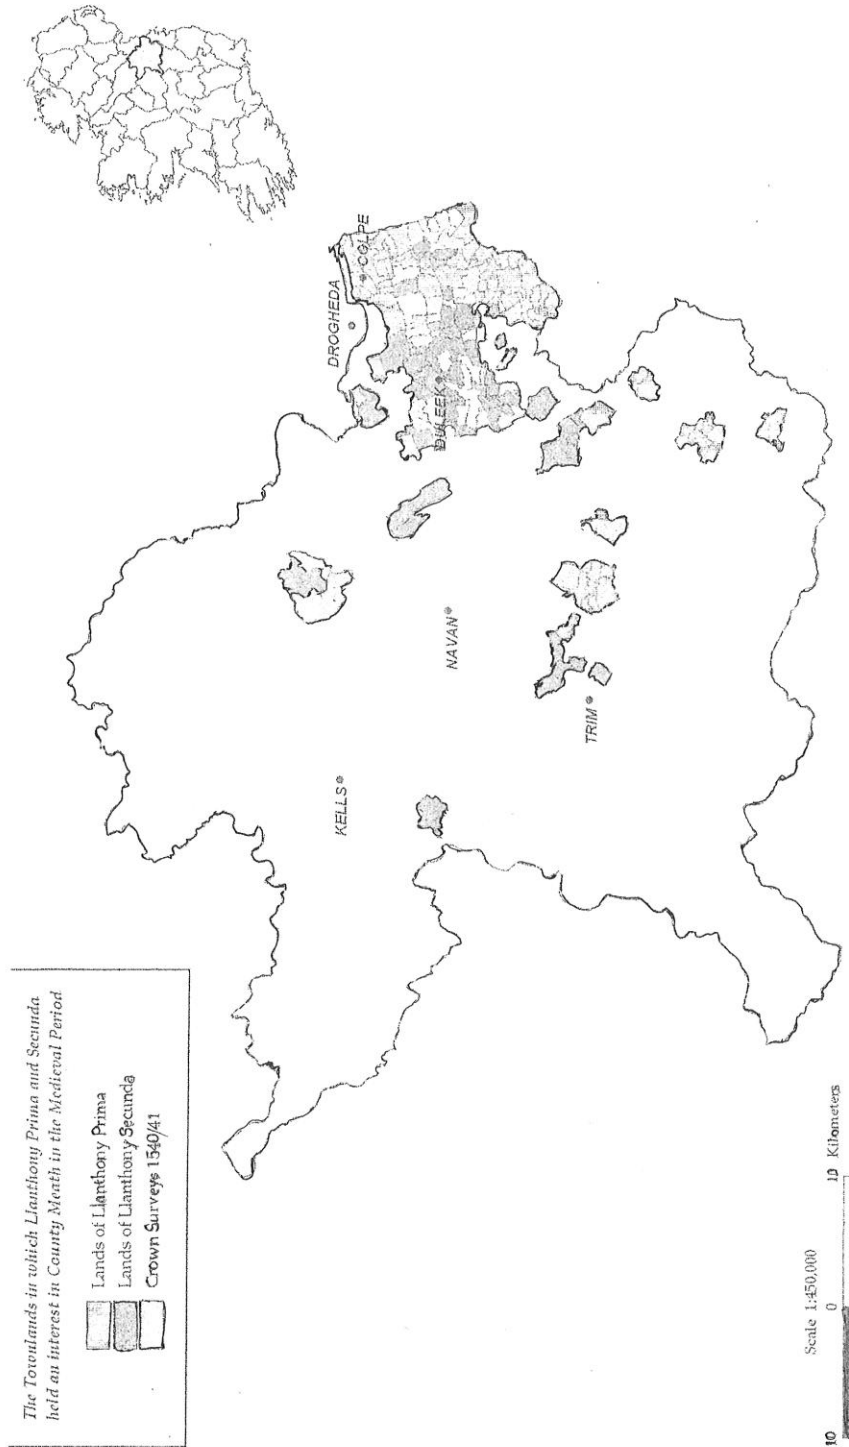 The Townlands in which Llanthony Prima and Secunda
held an interest in County Meath in the Medieval Period
Lands of Llanthony Prima
Lands of Llanthony Secunda
Crown Surveys 1540/41
DROGHEDA
COLPE
DULEEK
NAVAN
KELLS
TRIM
Scale 1:450,000
10 0 10 Kilometers